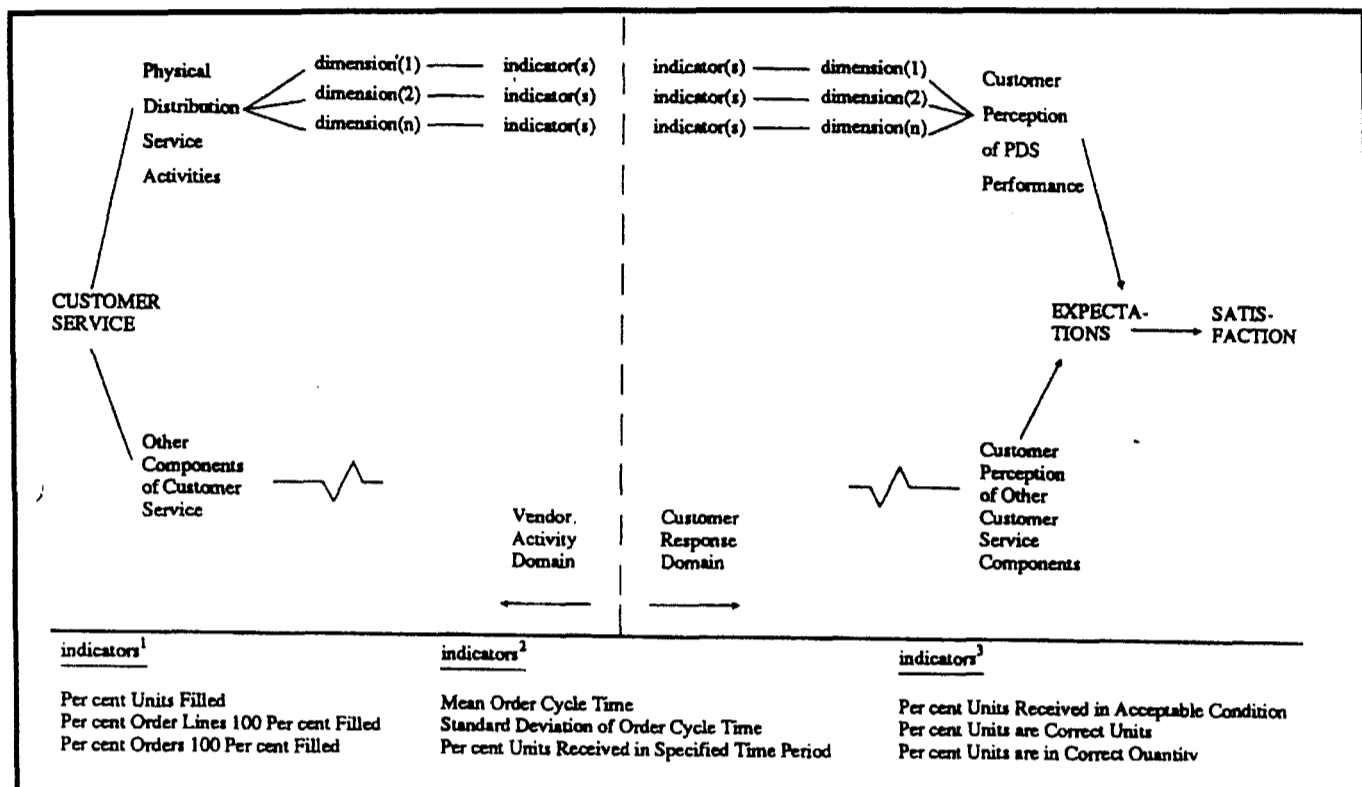 Physical
Distribution
Service
Activities
dimension(1) indicator(s)
dimension(2) indicator(s)
dimension(n) indicator(s)
indicator(s) dimension(1)
indicator(s) dimension(2)
indicator(s) dimension(n)
Customer
Perception
of PDS
Performance
CUSTOMER
SERVICE
EXPECTA-
TIONS
SATIS-
FACTION
Other
Components
of Customer
Service
Vendor.
Activity
Domain
Customer
Response
Domain
Customer
Perception
of Other
Customer
Service
Components
indicators¹
Per cent Units Filled
Per cent Order Lines 100 Per cent Filled
Per cent Orders 100 Per cent Filled
indicators²
Mean Order Cycle Time
Standard Deviation of Order Cycle Time
Per cent Units Received in Specified Time Period
indicators³
Per cent Units Received in Acceptable Condition
Per cent Units are Correct Units
Per cent Units are in Correct Quantity